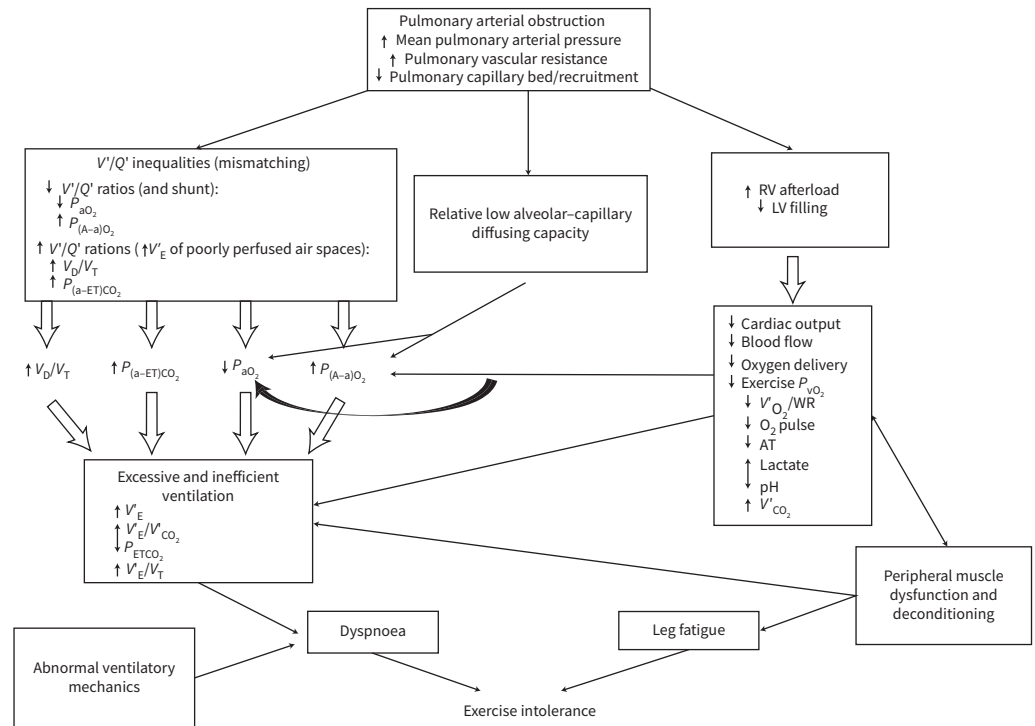 Pulmonary arterial obstruction
↑ Mean pulmonary arterial pressure
↑ Pulmonary vascular resistance
↓ Pulmonary capillary bed/recruitment
V'/Q' inequalities (mismatching)
↓ V'/Q' ratios (and shunt):
↓ PaO2
↑ P(A–a)O2
↑ V'/Q' rations (↑V'E of poorly perfused air spaces):
↑ VD/VT
↑ P(a–ET)CO2
Relative low alveolar–capillary
diffusing capacity
↑ RV afterload
↓ LV filling
↑ VD/VT
↑ P(a–ET)CO2
↓ PaO2
↑ P(A–a)O2
↓ Cardiac output
↓ Blood flow
↓ Oxygen delivery
↓ Exercise PvO2
↓ V'O2/WR
↓ O2 pulse
↓ AT
↑ Lactate
↓ pH
↑ V'CO2
Excessive and inefficient
ventilation
↑ V'E
↑ V'E/V'CO2
↓ PETCO2
↑ V'E/VT
Peripheral muscle
dysfunction and
deconditioning
Dyspnoea
Leg fatigue
Abnormal ventilatory
mechanics
Exercise intolerance